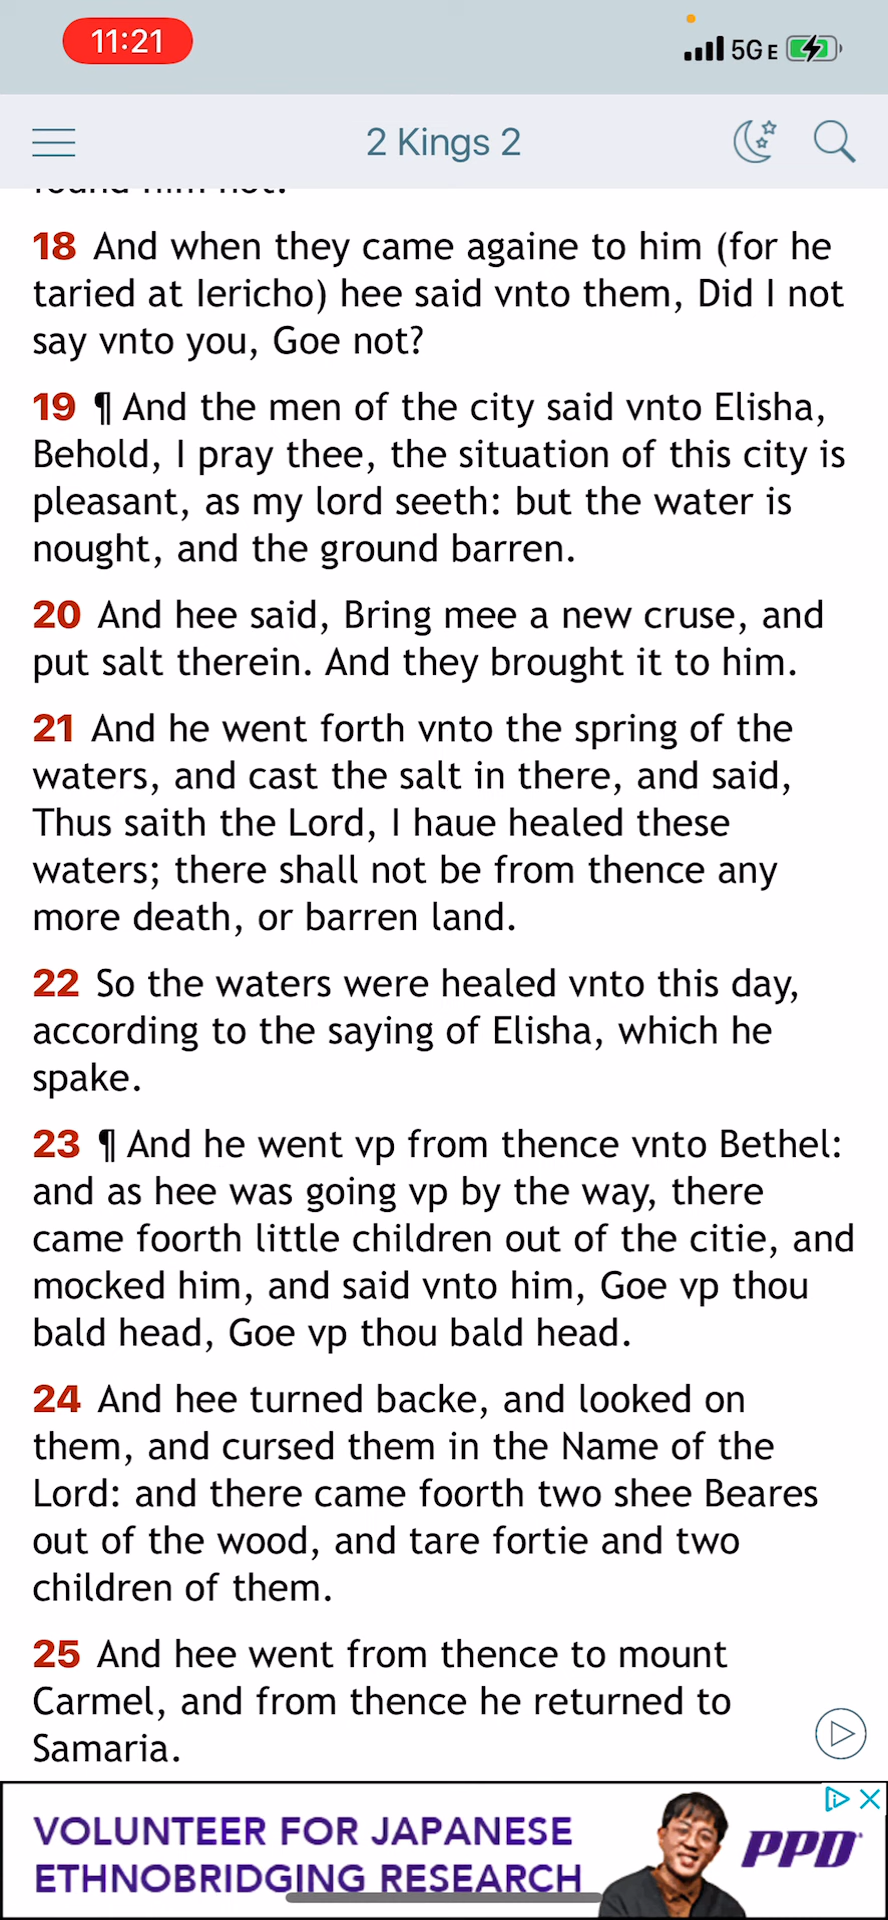 11:21
5GE
2 Kings 2
found him not.
18 And when they came againe to him (for he
taried at Iericho) hee said vnto them, Did I not
say vnto you, Goe not?
19 ¶ And the men of the city said vnto Elisha,
Behold, I pray thee, the situation of this city is
pleasant, as my lord seeth: but the water is
nought, and the ground barren.
20 And hee said, Bring mee a new cruse, and
put salt therein. And they brought it to him.
21 And he went forth vnto the spring of the
waters, and cast the salt in there, and said,
Thus saith the Lord, I haue healed these
waters; there shall not be from thence any
more death, or barren land.
22 So the waters were healed vnto this day,
according to the saying of Elisha, which he
spake.
23 ¶ And he went vp from thence vnto Bethel:
and as hee was going vp by the way, there
came foorth little children out of the citie, and
mocked him, and said vnto him, Goe vp thou
bald head, Goe vp thou bald head.
24 And hee turned backe, and looked on
them, and cursed them in the Name of the
Lord: and there came foorth two shee Beares
out of the wood, and tare fortie and two
children of them.
25 And hee went from thence to mount
Carmel, and from thence he returned to
Samaria.
VOLUNTEER FOR JAPANESE
ETHNOBRIDGING RESEARCH
PPD